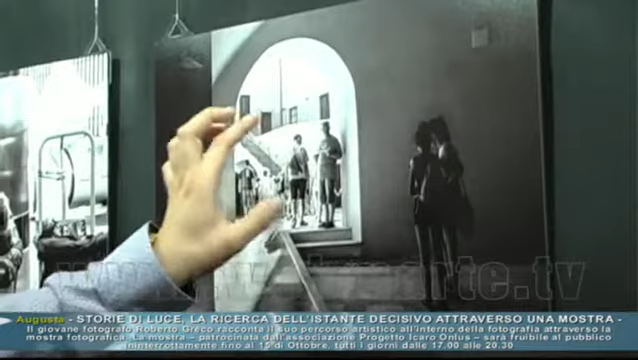 Augusta - STORIE DI LUCE, LA RICERCA DELL'ISTANTE DECISIVO ATTRAVERSO UNA MOSTRA -
Il giovane fotografo Roberto Greco racconta il suo percorso artistico all'interno della fotografia attraverso la
mostra fotografica. La mostra - patrocinata dall'associazione Progetto Icaro Onlus - sarà fruibile al pubblico
ininterrottamente fino al 15 di Ottobre, tutti i giorni dalle 17.00 alle 20.30